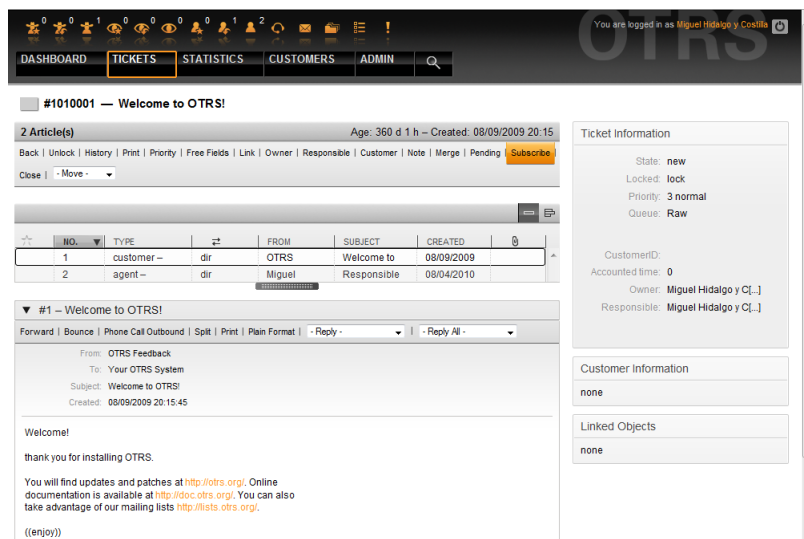 0 0 1 0 0 0 0 1 2
You are logged in as Miguel Hidalgo y Costilla
OTRS
DASHBOARD TICKETS STATISTICS CUSTOMERS ADMIN
#1010001 — Welcome to OTRS!
2 Article(s) Age: 360 d 1 h – Created: 08/09/2009 20:15
Back | Unlock | History | Print | Priority | Free Fields | Link | Owner | Responsible | Customer | Note | Merge | Pending | Subscribe |
Close | - Move -
NO. TYPE FROM SUBJECT CREATED
1 customer – dir OTRS Welcome to 08/09/2009
2 agent – dir Miguel Responsible 08/04/2010
#1 – Welcome to OTRS!
Forward | Bounce | Phone Call Outbound | Split | Print | Plain Format | - Reply - | - Reply All -
From: OTRS Feedback
To: Your OTRS System
Subject: Welcome to OTRS!
Created: 08/09/2009 20:15:45
Welcome!
thank you for installing OTRS.
You will find updates and patches at http://otrs.org/. Online
documentation is available at http://doc.otrs.org/. You can also
take advantage of our mailing lists http://lists.otrs.org/.
((enjoy))
Ticket Information
State: new
Locked: lock
Priority: 3 normal
Queue: Raw
CustomerID:
Accounted time: 0
Owner: Miguel Hidalgo y C[...]
Responsible: Miguel Hidalgo y C[...]
Customer Information
none
Linked Objects
none